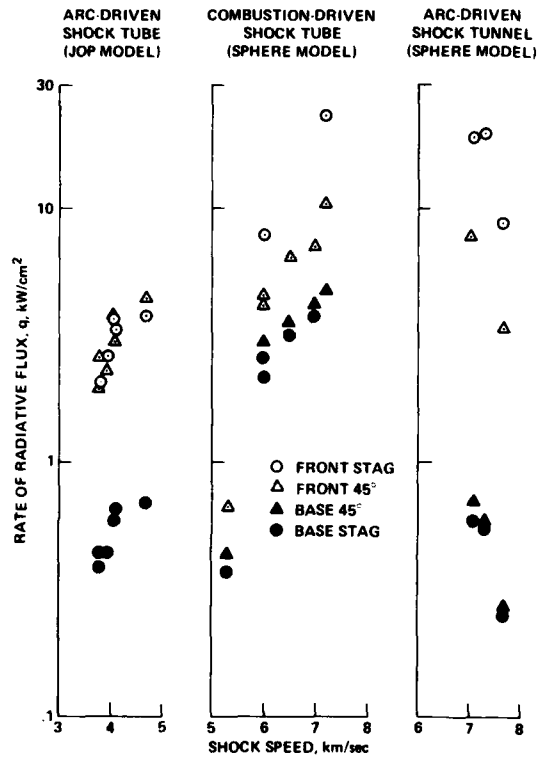 ARC-DRIVEN
SHOCK TUBE
(JOP MODEL)
COMBUSTION-DRIVEN
SHOCK TUBE
(SPHERE MODEL)
ARC-DRIVEN
SHOCK TUNNEL
(SPHERE MODEL)
RATE OF RADIATIVE FLUX, q, kW/cm²
30
10
1
.1
○ FRONT STAG
△ FRONT 45°
▲ BASE 45°
● BASE STAG
3 4 5
5 6 7 8
6 7 8
SHOCK SPEED, km/sec